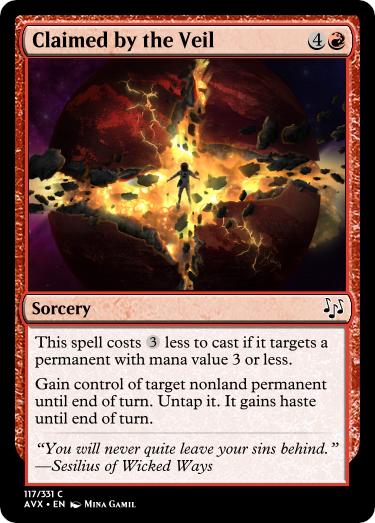 Claimed by the Veil 4
Sorcery
This spell costs 3 less to cast if it targets a
permanent with mana value 3 or less.
Gain control of target nonland permanent
until end of turn. Untap it. It gains haste
until end of turn.
“You will never quite leave your sins behind.”
—Sesilius of Wicked Ways
117/331 C
AVX • EN Mina Gamil